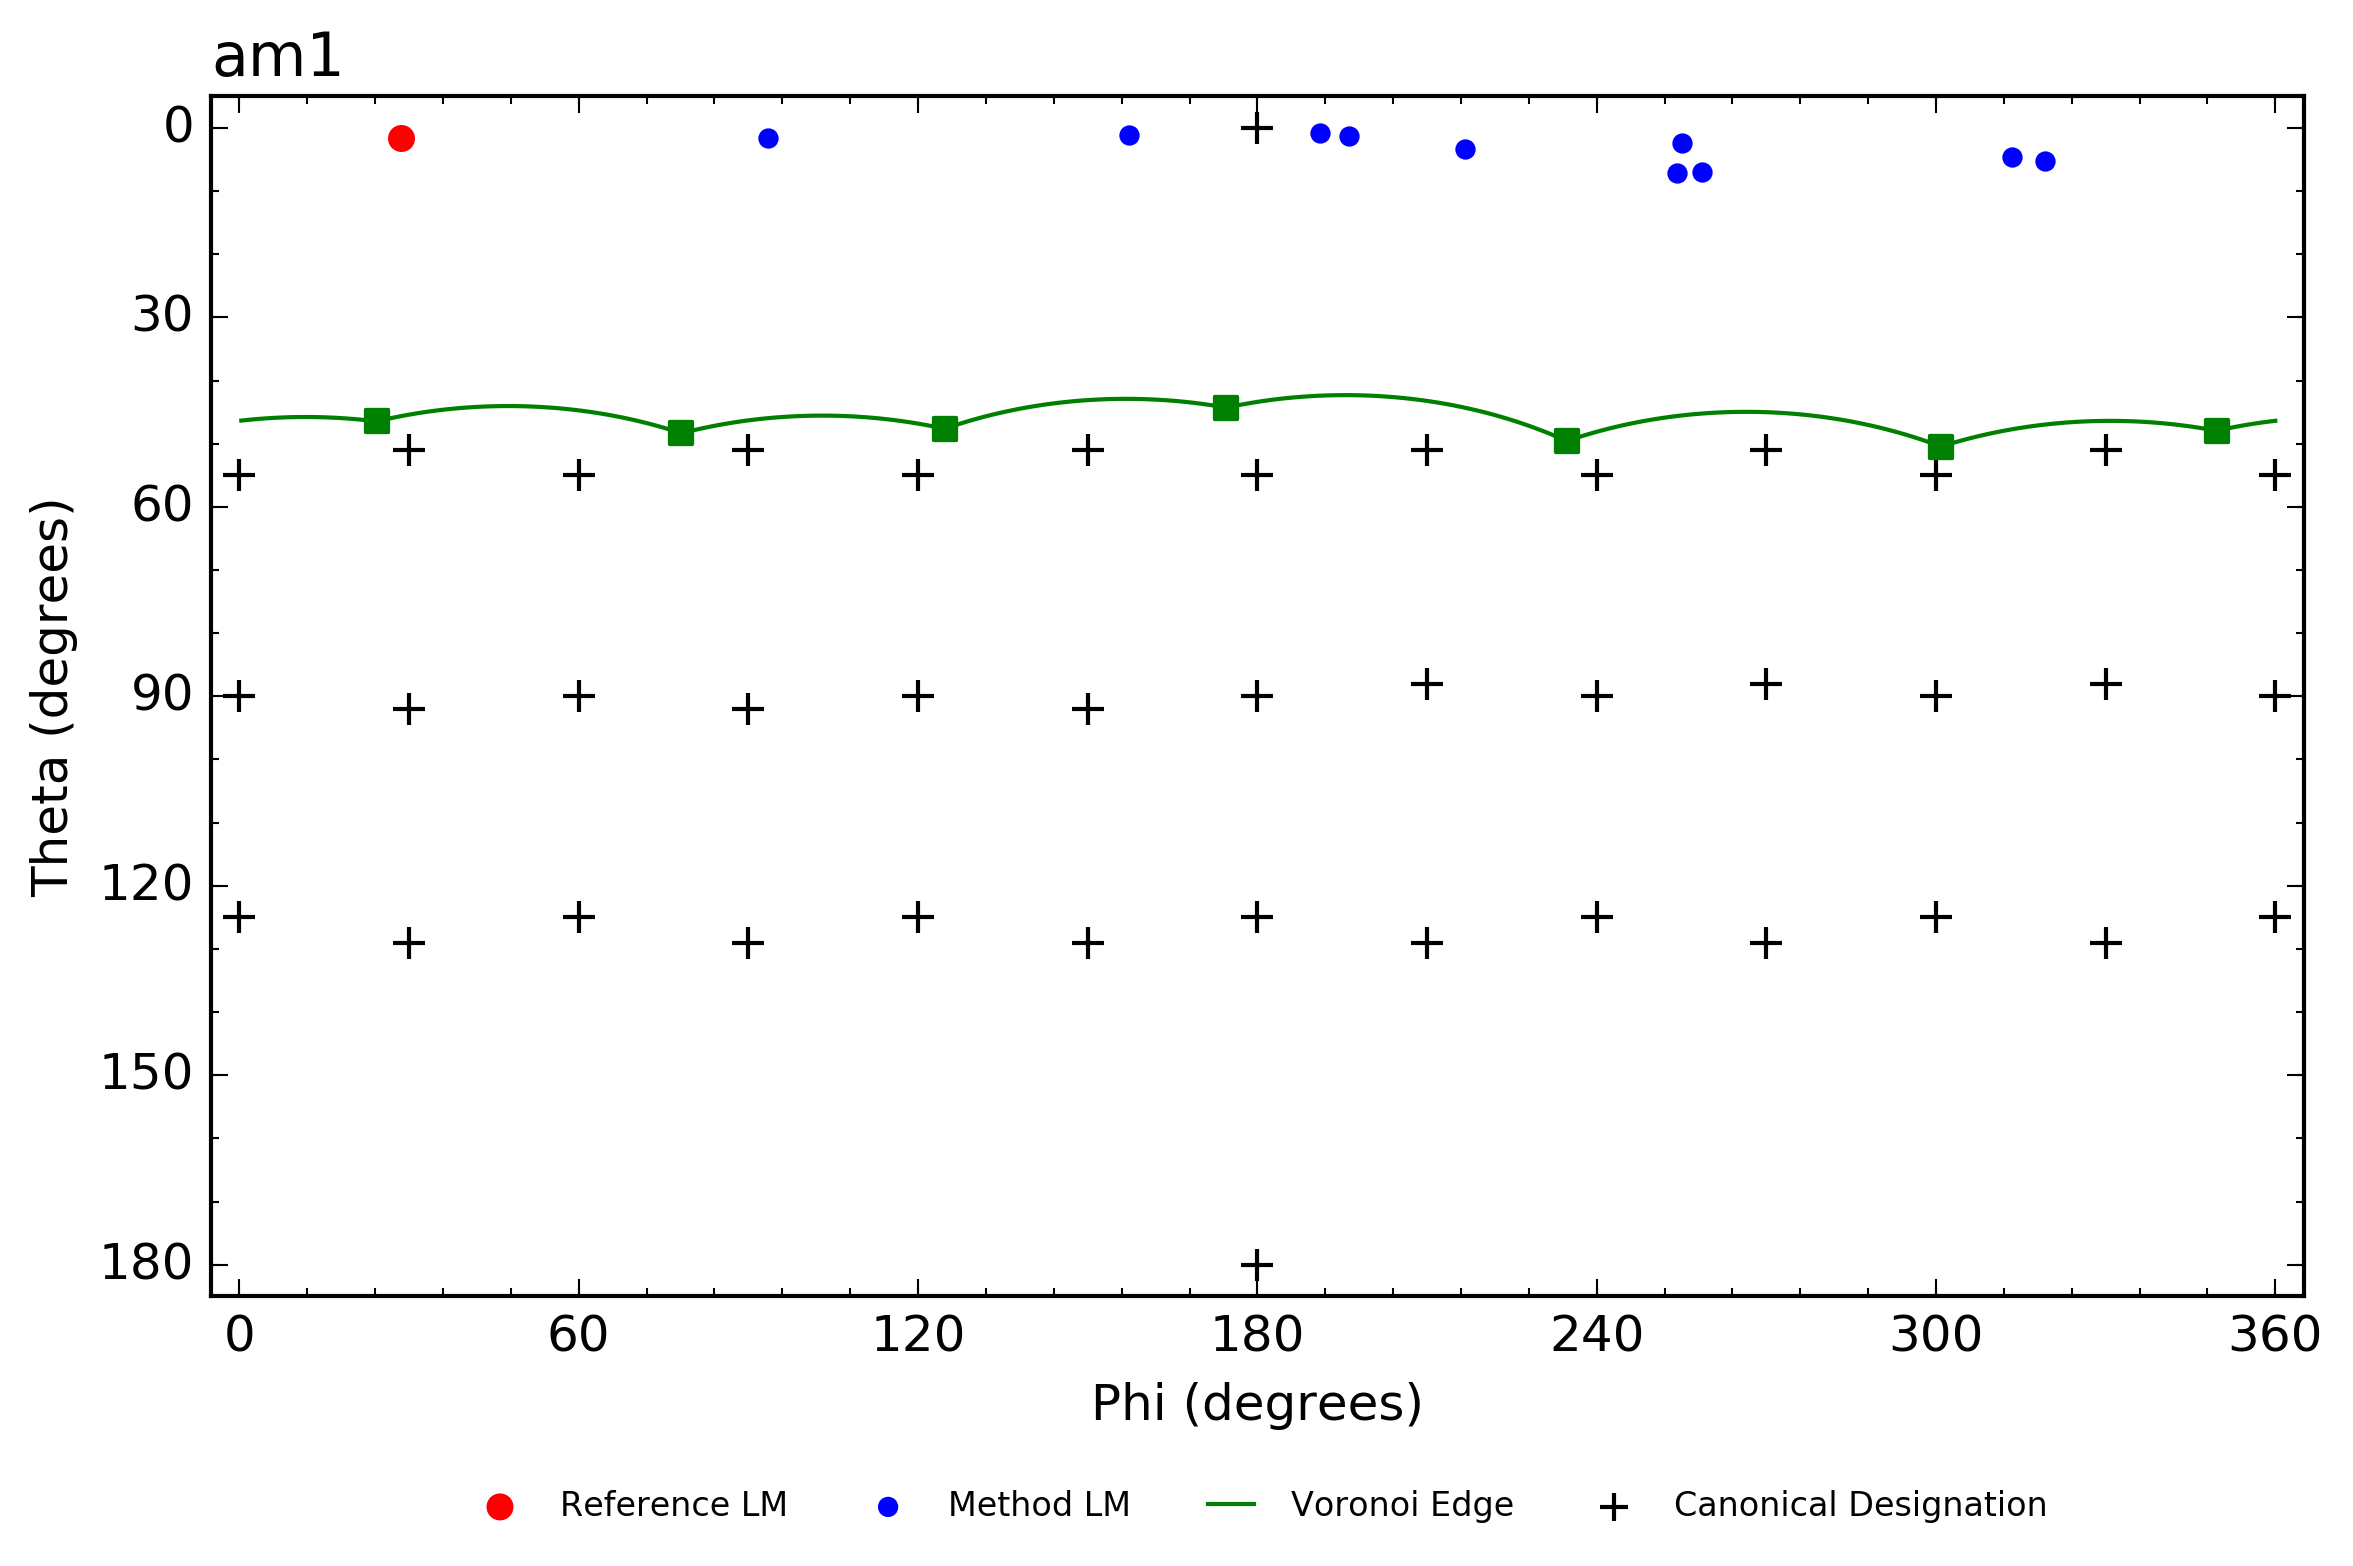 am1
0
30
60
90
120
150
180
Theta (degrees)
0 60 120 180 240 300 360
Phi (degrees)
Reference LM Method LM Voronoi Edge Canonical Designation